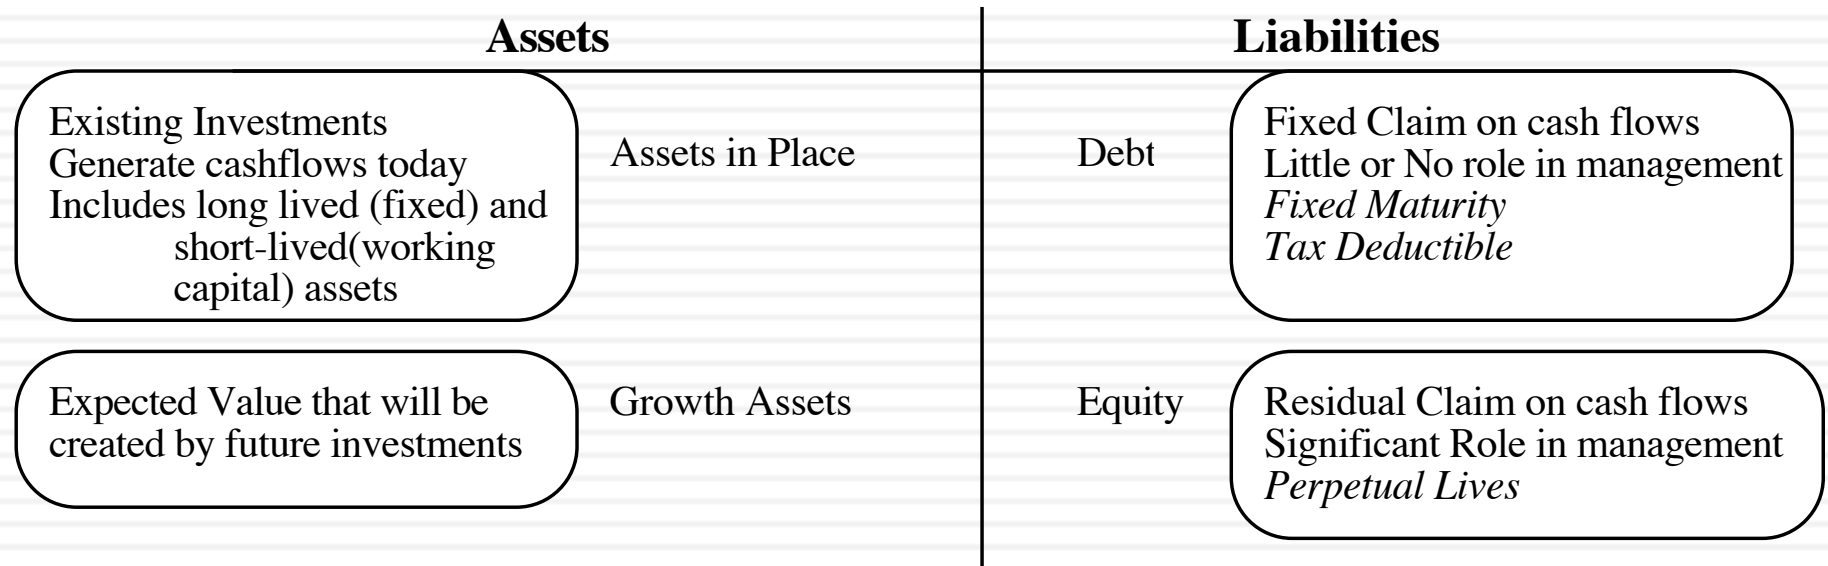 Assets
Liabilities
Existing Investments
Generate cashflows today
Includes long lived (fixed) and
short-lived(working
capital) assets
Assets in Place
Debt
Fixed Claim on cash flows
Little or No role in management
Fixed Maturity
Tax Deductible
Expected Value that will be
created by future investments
Growth Assets
Equity
Residual Claim on cash flows
Significant Role in management
Perpetual Lives